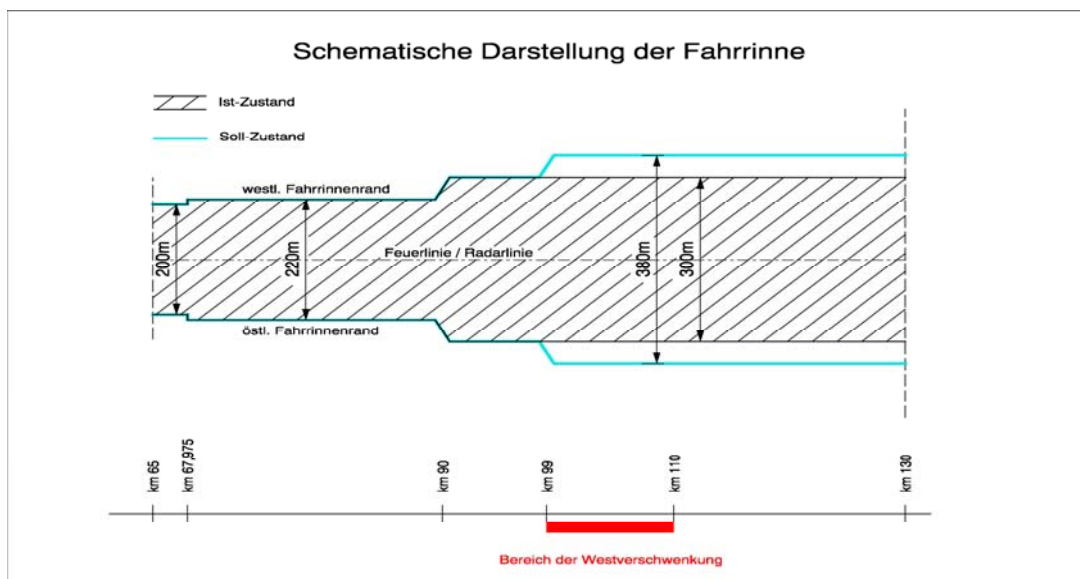 Schematische Darstellung der Fahrrinne
Ist-Zustand
Soll-Zustand
westl. Fahrrinnenrand
200m
220m
Feuerlinie / Radarlinie
380m
300m
östl. Fahrrinnenrand
km 65
km 67,975
km 90
km 99
km 110
km 130
Bereich der Westverschwenkung